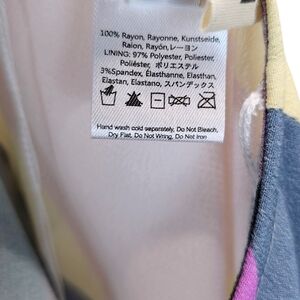 100% Rayon, Rayonne, Kunstseide,
Raion, Rayón,レーヨン
LINING: 97% Polyester, Poliester,
Poliéster, ポリエステル
3%Spandex, Élasthanne, Elasthan,
Elastan, Elastano, スパンデックス
Hand wash cold separately, Do Not Bleach,
Dry Flat, Do Not Wring, Do Not Iron